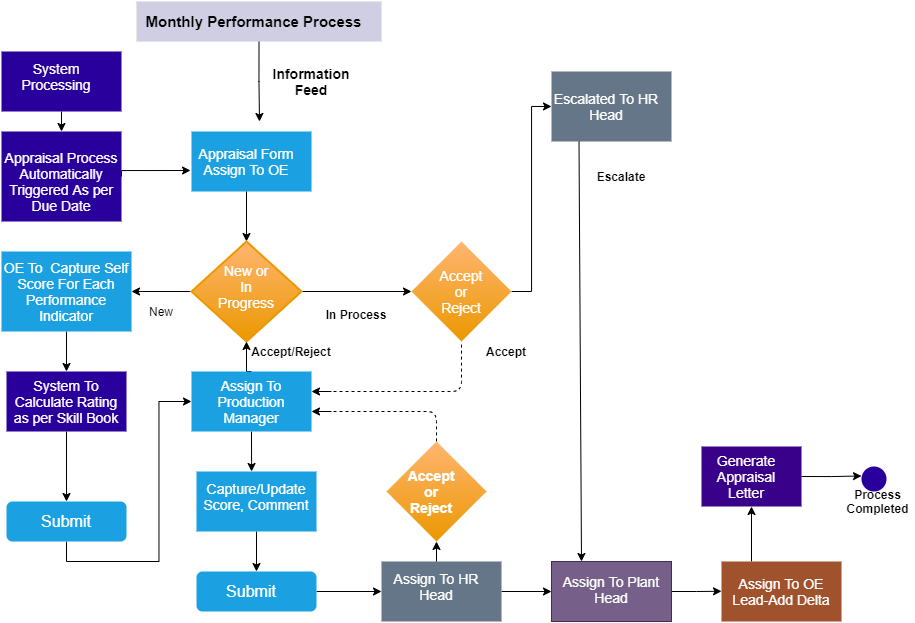 Monthly Performance Process
System
Processing
Information
Feed
Escalated To HR
Head
Appraisal Process
Automatically
Triggered As per
Due Date
Appraisal Form
Assign To OE
Escalate
OE To Capture Self
Score For Each
Performance
Indicator
New
New or
In
Progress
In Process
Accept
or
Reject
Accept/Reject
Accept
System To
Calculate Rating
as per Skill Book
Assign To
Production
Manager
Submit
Capture/Update
Score, Comment
Accept
or
Reject
Generate
Appraisal
Letter
Process
Completed
Submit
Assign To HR
Head
Assign To Plant
Head
Assign To OE
Lead-Add Delta